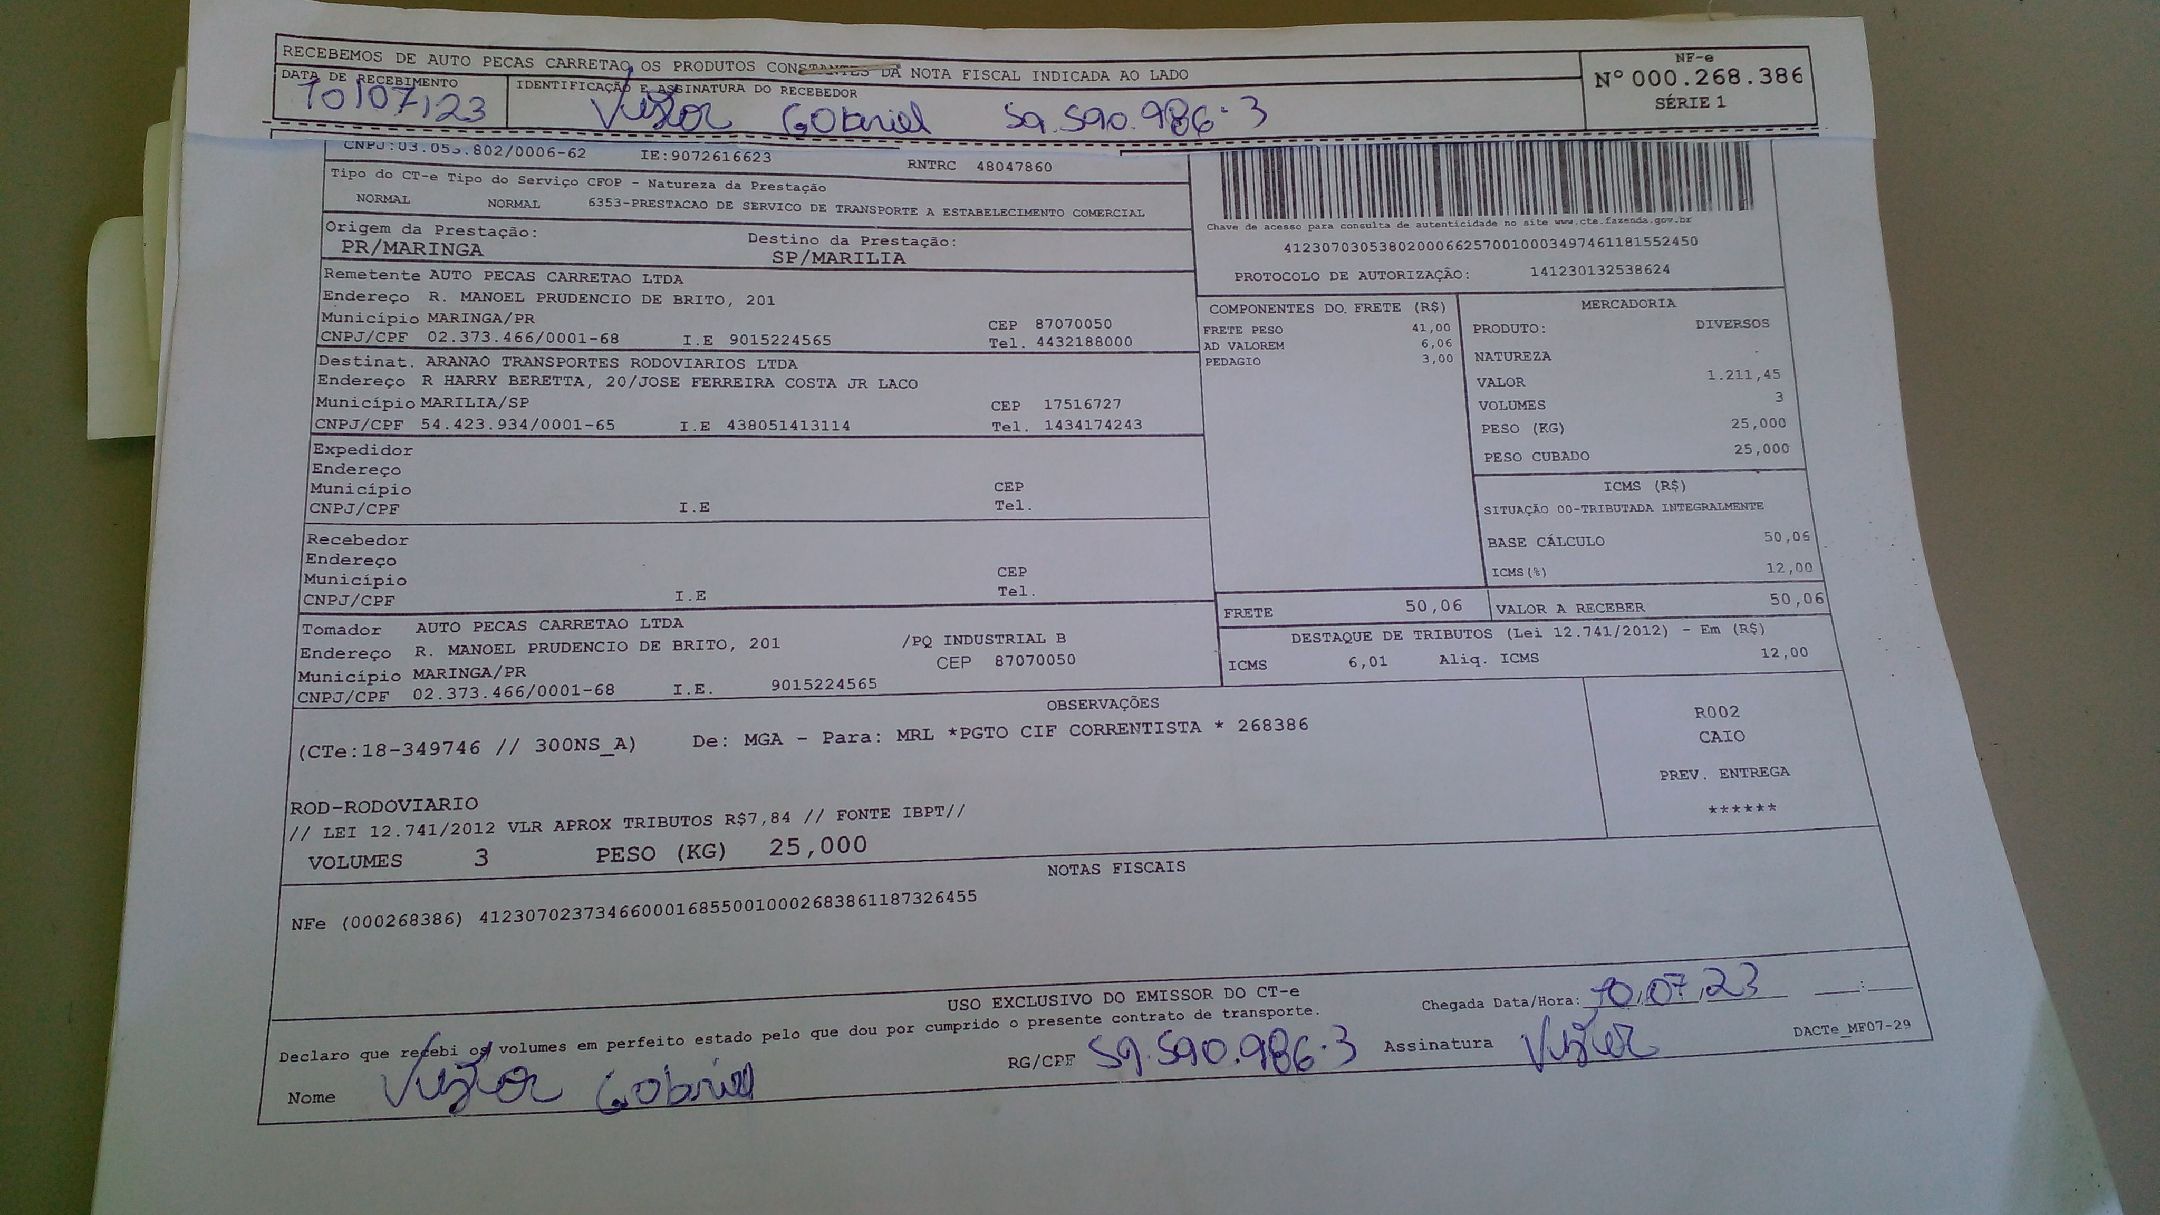 RECEBEMOS DE AUTO PECAS CARRETAO OS PRODUTOS CONSTANTES DA NOTA FISCAL INDICADA AO LADO
NF-e
Nº 000.268.386
SÉRIE 1
DATA DE RECEBIMENTO
10/07/23
IDENTIFICAÇÃO E ASSINATURA DO RECEBEDOR
Victor Gabriel 59.590.986-3
CNPJ:03.053.802/0006-62 IE:9072616623 RNTRC 48047860
Tipo do CT-e Tipo do Serviço CFOP - Natureza da Prestação
NORMAL NORMAL 6353-PRESTACAO DE SERVICO DE TRANSPORTE A ESTABELECIMENTO COMERCIAL
Origem da Prestação: Destino da Prestação:
PR/MARINGA SP/MARILIA
Chave de acesso para consulta de autenticidade no site www.cte.fazenda.gov.br
41230703053802000662570010003497461181552450
PROTOCOLO DE AUTORIZAÇÃO: 141230132538624
Remetente AUTO PECAS CARRETAO LTDA
Endereço R. MANOEL PRUDENCIO DE BRITO, 201
Município MARINGA/PR CEP 87070050
CNPJ/CPF 02.373.466/0001-68 I.E 9015224565 Tel. 4432188000
Destinat. ARANAO TRANSPORTES RODOVIARIOS LTDA
Endereço R HARRY BERETTA, 20/JOSE FERREIRA COSTA JR LACO
Município MARILIA/SP CEP 17516727
CNPJ/CPF 54.423.934/0001-65 I.E 438051413114 Tel. 1434174243
Expedidor
Endereço
Município CEP
CNPJ/CPF I.E Tel.
Recebedor
Endereço
Município CEP
CNPJ/CPF I.E Tel.
Tomador AUTO PECAS CARRETAO LTDA
Endereço R. MANOEL PRUDENCIO DE BRITO, 201 /PQ INDUSTRIAL B
Município MARINGA/PR CEP 87070050
CNPJ/CPF 02.373.466/0001-68 I.E. 9015224565
COMPONENTES DO FRETE (R$)
FRETE PESO 41,00
AD VALOREM 6,06
PEDAGIO 3,00
MERCADORIA
PRODUTO: DIVERSOS
NATUREZA
VALOR 1.211,45
VOLUMES 3
PESO (KG) 25,000
PESO CUBADO 25,000
ICMS (R$)
SITUAÇÃO 00-TRIBUTADA INTEGRALMENTE
BASE CÁLCULO 50,06
ICMS(%) 12,00
FRETE 50,06 VALOR A RECEBER 50,06
DESTAQUE DE TRIBUTOS (Lei 12.741/2012) - Em (R$)
ICMS 6,01 Aliq. ICMS 12,00
OBSERVAÇÕES
(CTe:18-349746 // 300NS_A) De: MGA - Para: MRL *PGTO CIF CORRENTISTA * 268386
ROD-RODOVIARIO
// LEI 12.741/2012 VLR APROX TRIBUTOS R$7,84 // FONTE IBPT//
VOLUMES 3 PESO (KG) 25,000
R002
CAIO
PREV. ENTREGA
******
NOTAS FISCAIS
NFe (000268386) 41230702373466000168550010002683861187326455
USO EXCLUSIVO DO EMISSOR DO CT-e
Declaro que recebi os volumes em perfeito estado pelo que dou por cumprido o presente contrato de transporte.
Chegada Data/Hora: 10/07/23 __:__
Nome Victor Gabriel RG/CPF 59.590.986-3 Assinatura Victor
DACTe_MF07-29